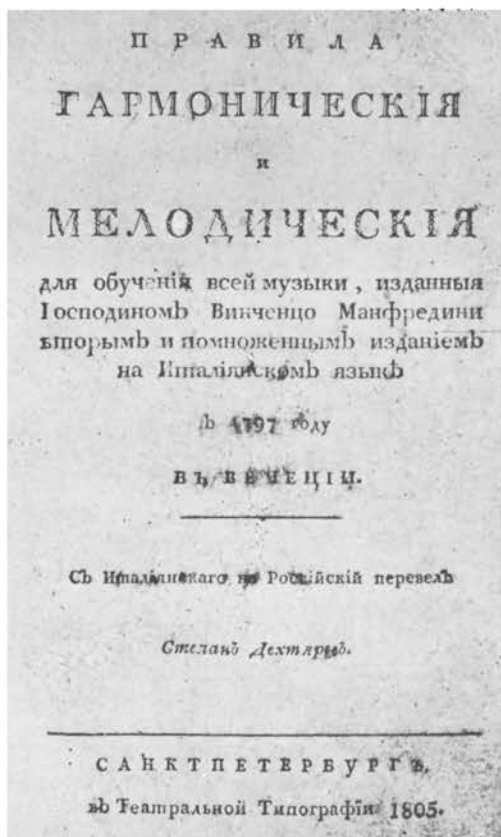 ПРАВИЛА
ГАРМОНИЧЕСКІЯ
и
МЕЛОДИЧЕСКІЯ
для обученія всей музыки, изданныя
Господиномъ Винченцо Манфредини
вторымъ и помноженнымъ изданіемъ
на Италіянскомъ языкѣ
въ 1797 году
ВЪ ВЕНЕЦІИ.
Съ Италіянскаго на Россійскій перевелъ
Степанъ Дехтяревъ.
САНКТПЕТЕРБУРГЪ,
въ Театральной Типографіи 1805.